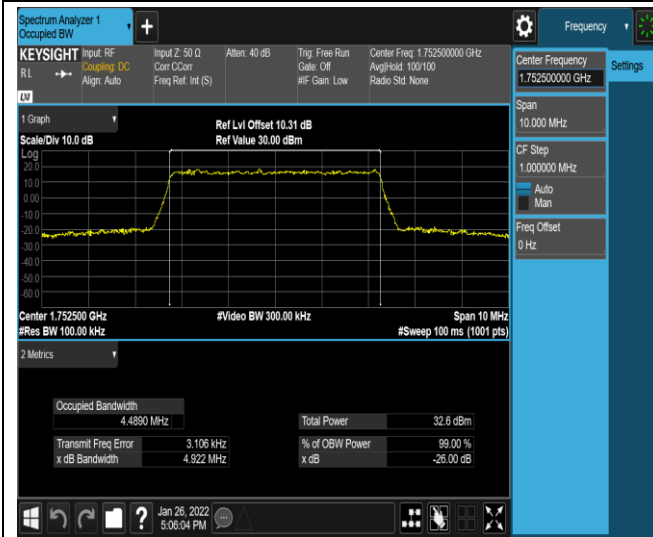 Spectrum Analyzer 1
Occupied BW
Frequency
KEYSIGHT
Input: RF
Coupling: DC
Align: Auto
Input Z: 50 Ω
Corr CCorr
Freq Ref: Int (S)
Atten: 40 dB
Trig: Free Run
Gate: Off
#IF Gain: Low
Center Freq: 1.752500000 GHz
Avg|Hold: 100/100
Radio Std: None
R L
LXI
1 Graph
Scale/Div 10.0 dB
Ref Lvl Offset 10.31 dB
Ref Value 30.00 dBm
Log
20.0
10.0
0.00
-10.0
-20.0
-30.0
-40.0
-50.0
-60.0
Center 1.752500 GHz
#Res BW 100.00 kHz
#Video BW 300.00 kHz
Span 10 MHz
#Sweep 100 ms (1001 pts)
2 Metrics
Occupied Bandwidth
4.4890 MHz
Total Power 32.6 dBm
Transmit Freq Error 3.106 kHz
% of OBW Power 99.00 %
x dB Bandwidth 4.922 MHz
x dB -26.00 dB
Jan 26, 2022
5:06:04 PM
Center Frequency
1.752500000 GHz
Settings
Span
10.000 MHz
CF Step
1.000000 MHz
Auto
Man
Freq Offset
0 Hz